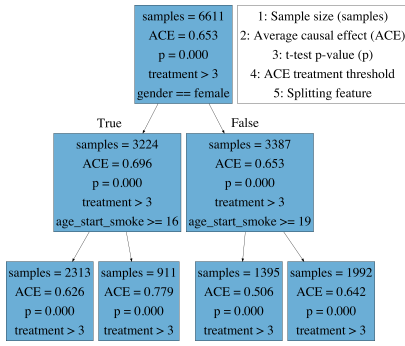 samples = 6611
ACE = 0.653
p = 0.000
treatment > 3
gender == female
1: Sample size (samples)
2: Average causal effect (ACE)
3: t-test p-value (p)
4: ACE treatment threshold
5: Splitting feature
True
False
samples = 3224
ACE = 0.696
p = 0.000
treatment > 3
age_start_smoke >= 16
samples = 3387
ACE = 0.653
p = 0.000
treatment > 3
age_start_smoke >= 19
samples = 2313
ACE = 0.626
p = 0.000
treatment > 3
samples = 911
ACE = 0.779
p = 0.000
treatment > 3
samples = 1395
ACE = 0.506
p = 0.000
treatment > 3
samples = 1992
ACE = 0.642
p = 0.000
treatment > 3